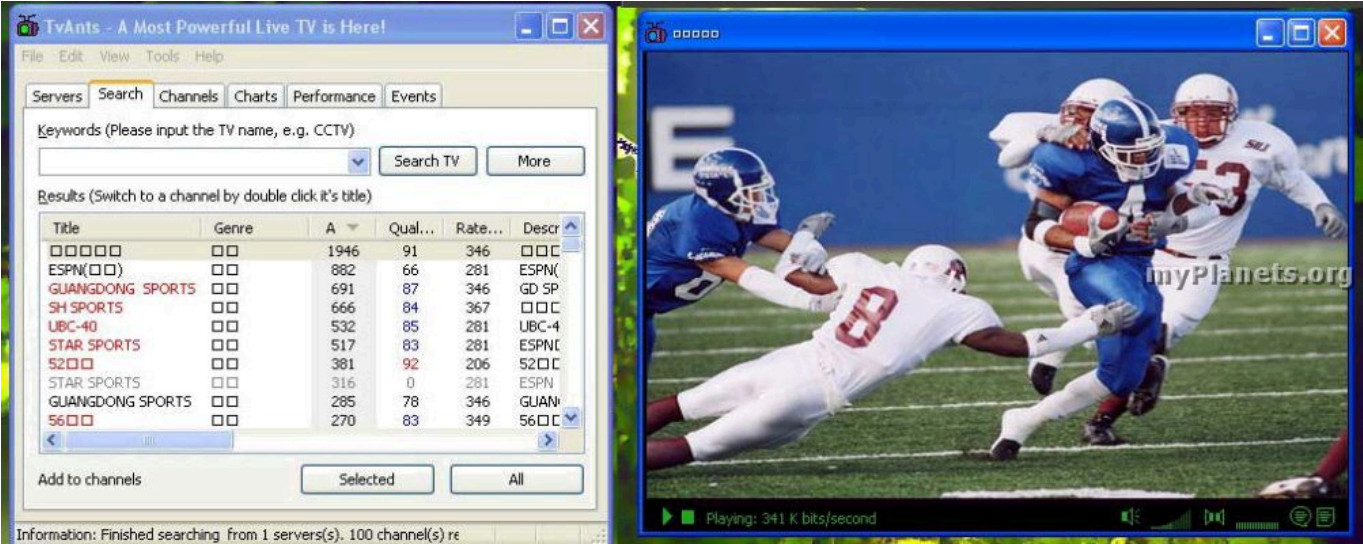 TvAnts - A Most Powerful Live TV is Here!
File Edit View Tools Help
Servers Search Channels Charts Performance Events
Keywords (Please input the TV name, e.g. CCTV)
Search TV More
Results (Switch to a channel by double click it's title)
Title Genre A Qual... Rate... Descr
□□□□□ □□ 1946 91 346 □□□
ESPN(□□) □□ 882 66 281 ESPN(
GUANGDONG SPORTS □□ 691 87 346 GD SP
SH SPORTS □□ 666 84 367 □□□
UBC-40 □□ 532 85 281 UBC-4
STAR SPORTS □□ 517 83 281 ESPN
52□□ □□ 381 92 206 52□□
STAR SPORTS □□ 316 0 281 ESPN
GUANGDONG SPORTS □□ 285 78 346 GUAN
56□□ □□ 270 83 349 56□□
Add to channels Selected All
Information: Finished searching from 1 servers(s). 100 channel(s) re
□□□□□
E
SIU
53
4
8
myPlanets.org
Playing: 341 K bits/second